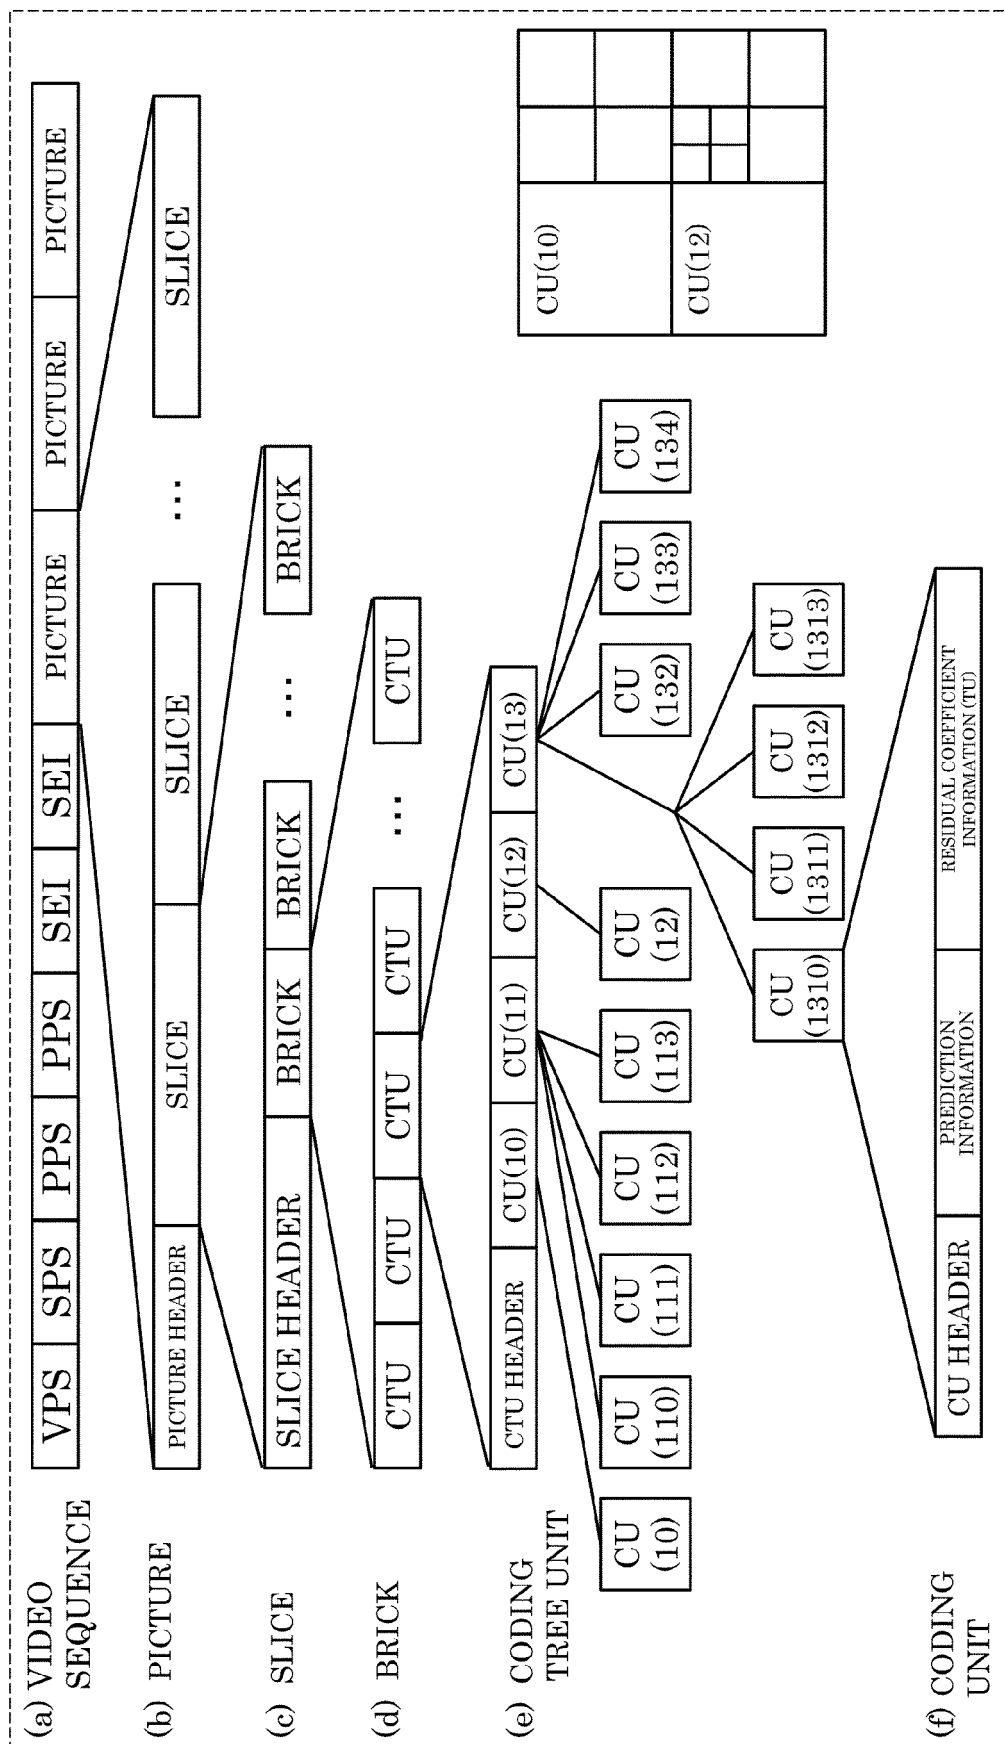 (a) VIDEO
SEQUENCE
VPS SPS PPS PPS SEI SEI PICTURE PICTURE PICTURE
(b) PICTURE
PICTURE HEADER SLICE SLICE ... SLICE
(c) SLICE
SLICE HEADER BRICK BRICK ... BRICK
(d) BRICK
CTU CTU CTU CTU ... CTU
(e) CODING
TREE UNIT
CTU HEADER CU(10) CU(11) CU(12) CU(13)
CU
(10)
CU
(110)
CU
(111)
CU
(112)
CU
(113)
CU
(12)
CU
(132)
CU
(133)
CU
(134)
CU(10)
CU(12)
CU
(1310)
CU
(1311)
CU
(1312)
CU
(1313)
(f) CODING
UNIT
CU HEADER
PREDICTION
INFORMATION
RESIDUAL COEFFICIENT
INFORMATION (TU)